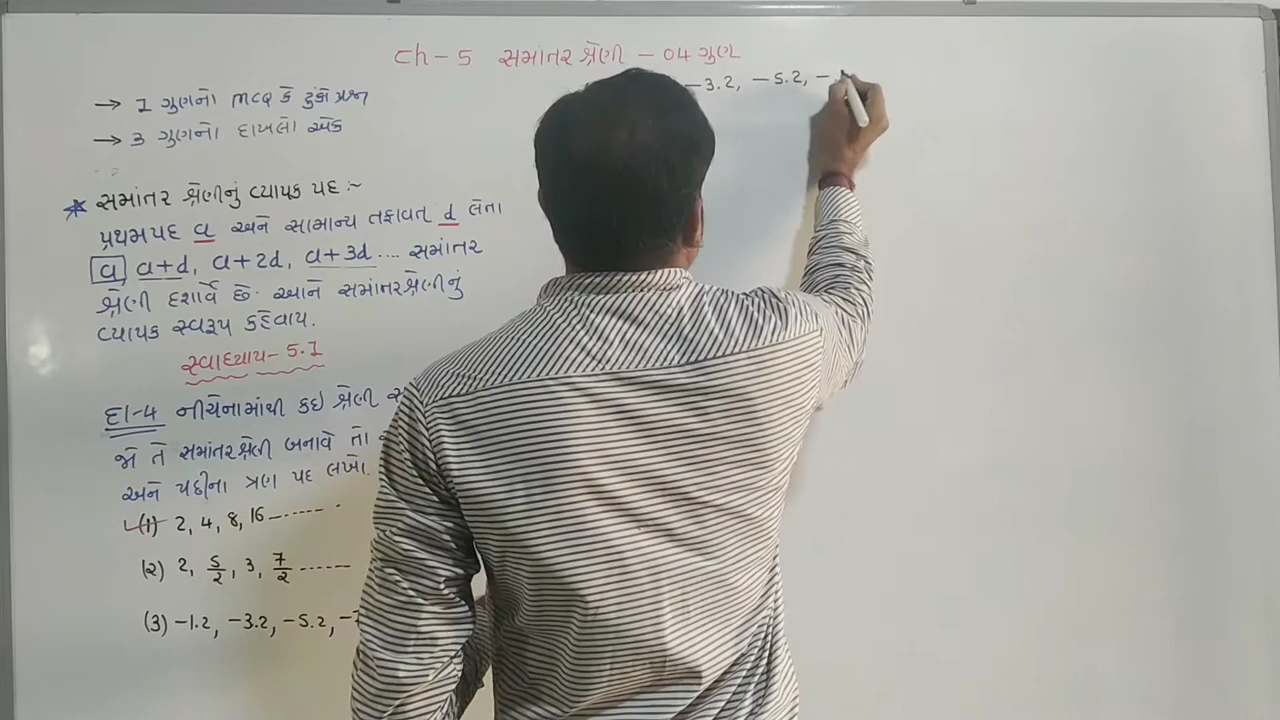 Ch - 5 સમાંતર શ્રેણી - 04 ગુણ
-3.2, -5.2, -
→ 1 ગુણનો MCQ કે ટુંકો પ્રશ્ન
→ 3 ગુણનો દાખલો એક
★ સમાંતર શ્રેણીનું વ્યાપક પદ :~
પ્રથમપદ a અને સામાન્ય તફાવત d લેતા
a, a+d, a+2d, a+3d .... સમાંતર
શ્રેણી દર્શાવે છે. આને સમાંતરશ્રેણીનું
વ્યાપક સ્વરૂપ કહેવાય.
સ્વાધ્યાય - 5.1
દા-4 નીચેનામાંથી કઇ શ્રેણી
જો તે સમાંતરશ્રેણી બનાવે તો
અને પછીના ત્રણ પદ લખો.
(1) 2, 4, 8, 16 -------
(૨) 2, 5/2, 3, 7/2 ------
(3) -1.2, -3.2, -5.2, -7